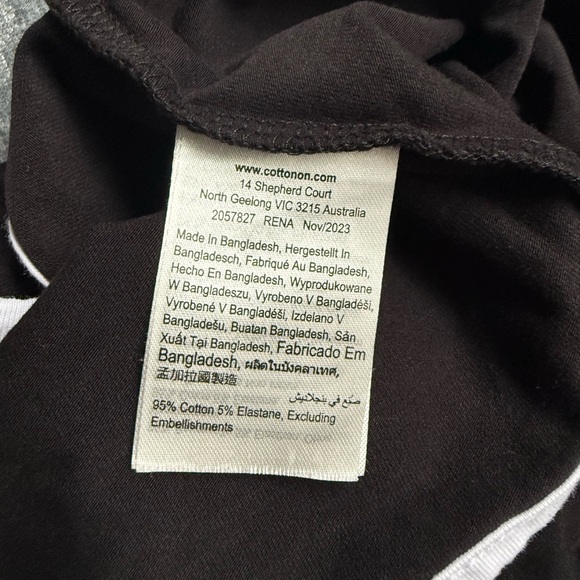 www.cottonon.com
14 Shepherd Court
North Geelong VIC 3215 Australia
2057827 RENA Nov/2023
Made In Bangladesh, Hergestellt In
Bangladesch, Fabriqué Au Bangladesh,
Hecho En Bangladesh, Wyprodukowane
W Bangladeszu, Vyrobeno V Bangladéši,
Vyrobené V Bangladéši, Izdelano V
Bangladešu, Buatan Bangladesh, Sản
Xuất Tại Bangladesh, Fabricado Em
Bangladesh, ผลิตในบังคลาเทศ,
孟加拉國製造
صنع في بنجلاديش
95% Cotton 5% Elastane, Excluding
Embellishments